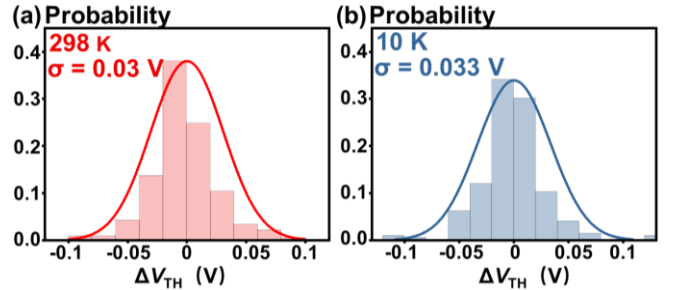 (a) Probability
298 K
σ = 0.03 V
0.4
0.3
0.2
0.1
0.0
-0.1 -0.05 0 0.05 0.1
ΔV_TH (V)
(b) Probability
10 K
σ = 0.033 V
0.4
0.3
0.2
0.1
0.0
-0.1 -0.05 0 0.05 0.1
ΔV_TH (V)